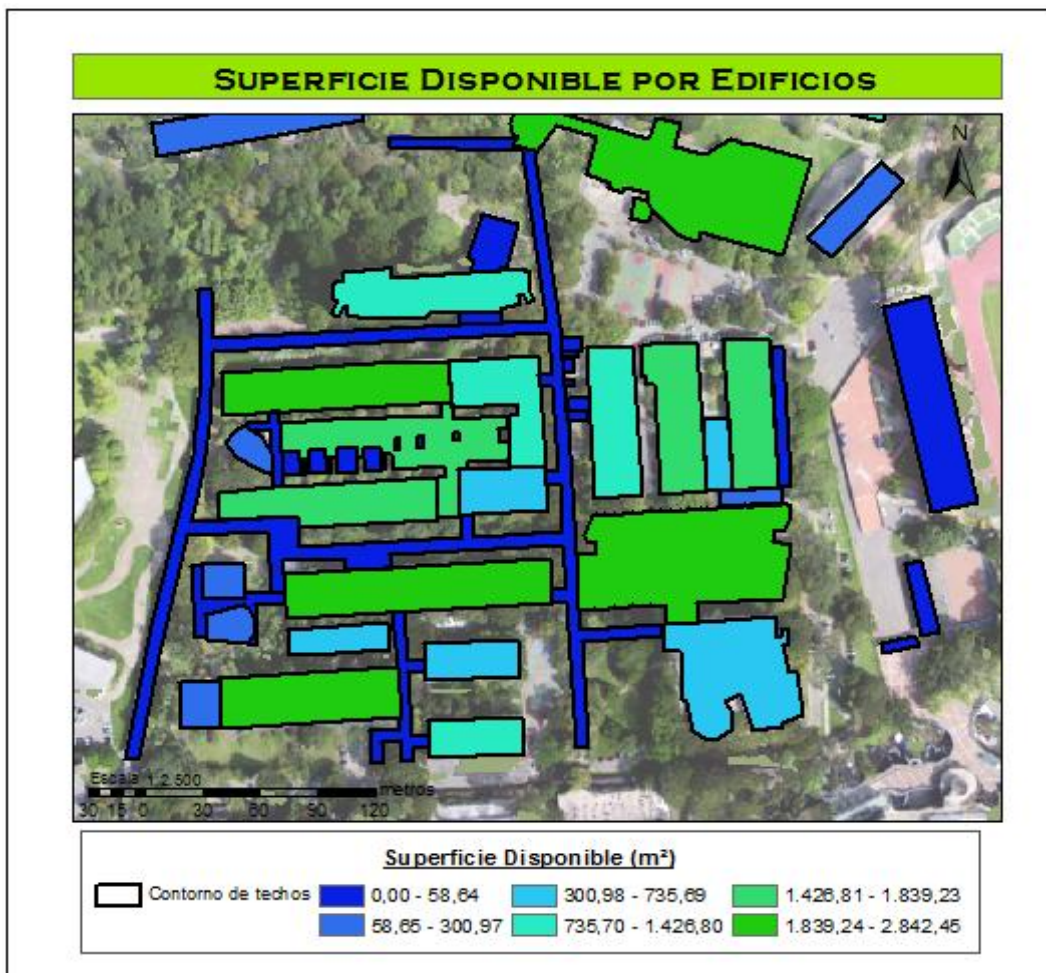 SUPERFICIE DISPONIBLE POR EDIFICIOS
N
Escala 1:2.500
metros
30 15 0 30 60 90 120
Superficie Disponible (m²)
Contorno de techos
0,00 - 58,64
300,98 - 735,69
1.426,81 - 1.839,23
58,65 - 300,97
735,70 - 1.426,80
1.839,24 - 2.842,45